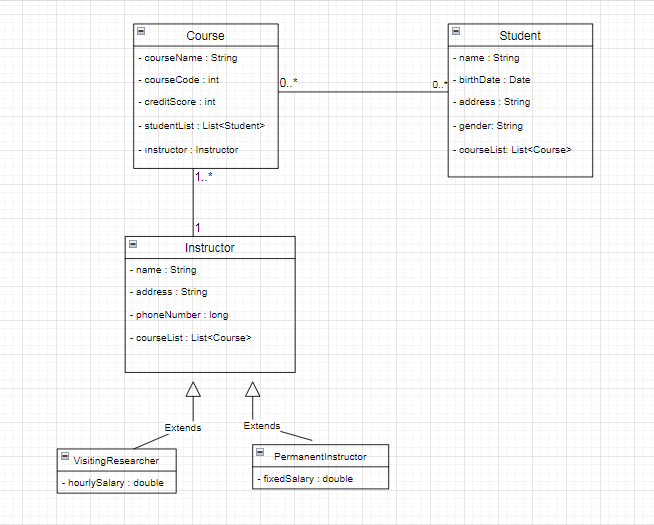 Course
- courseName : String
- courseCode : int
- creditScore : int
- studentList : List<Student>
- instructor : Instructor
Student
- name : String
- birthDate : Date
- address : String
- gender: String
- courseList: List<Course>
0..*
0..*
1..*
1
Instructor
- name : String
- address : String
- phoneNumber : long
- courseList : List<Course>
Extends
Extends
VisitingResearcher
- hourlySalary : double
PermanentInstructor
- fixedSalary : double